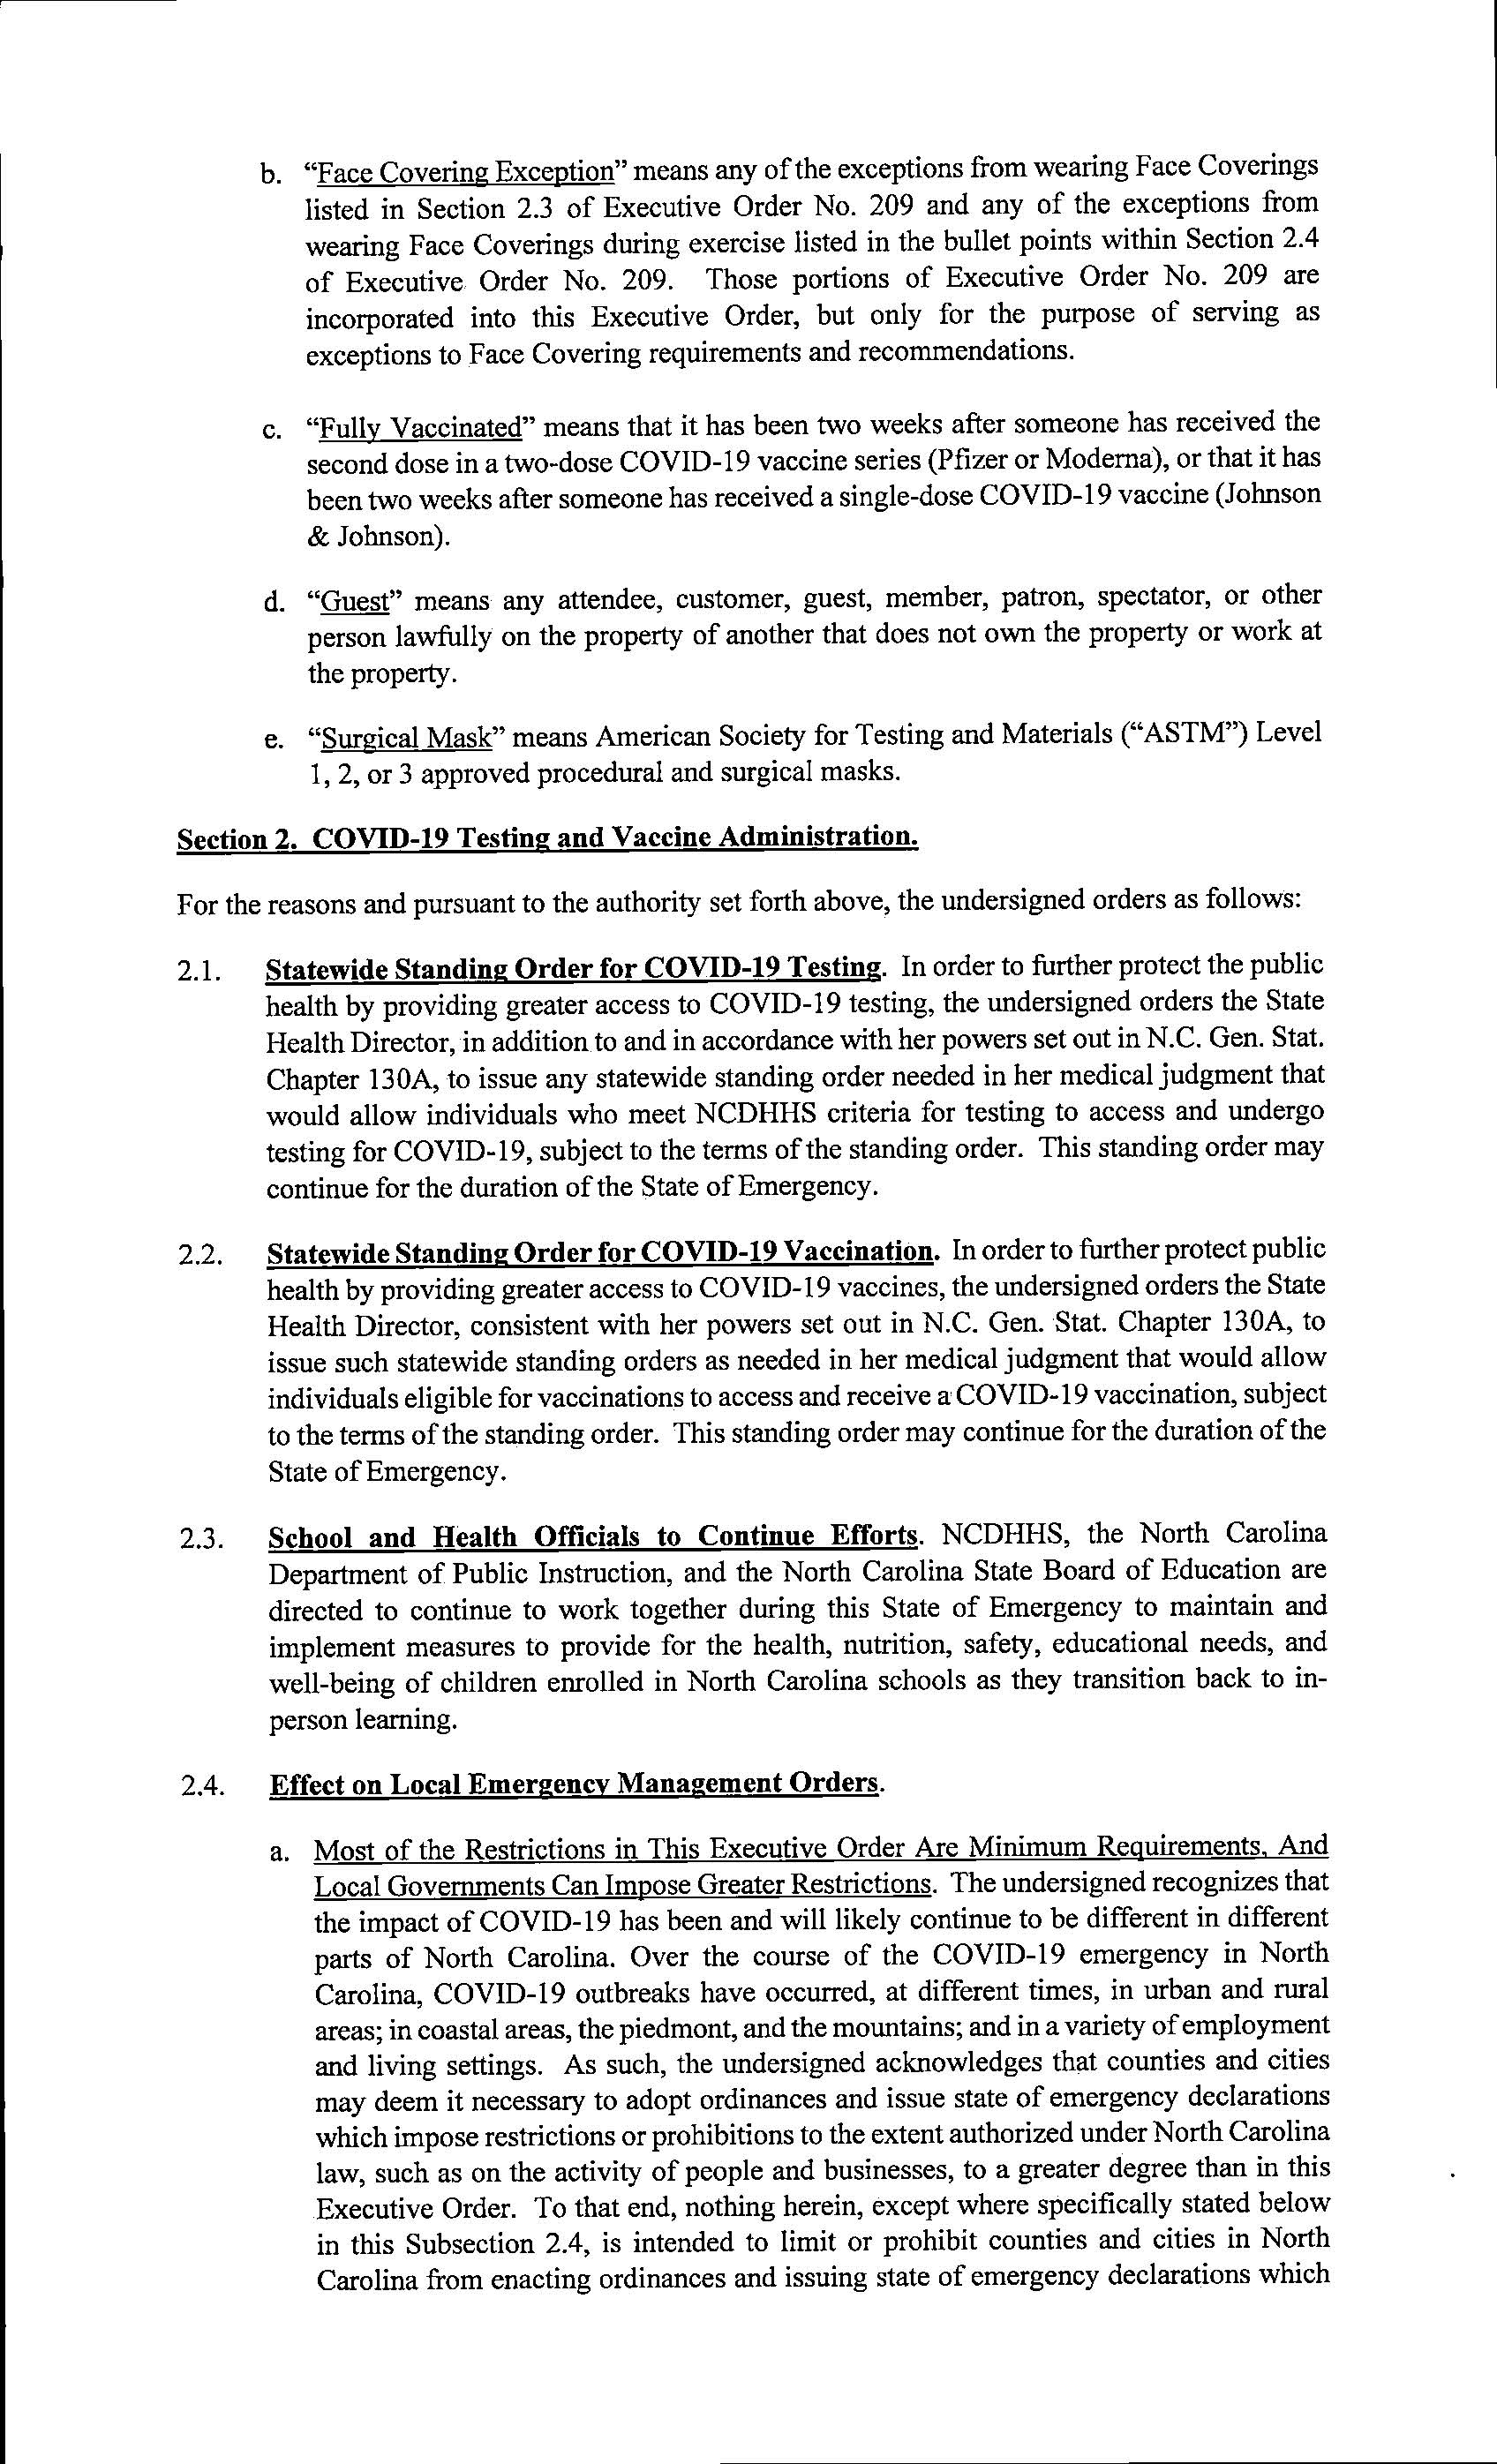 b. “Face Covering Exception” means any of the exceptions from wearing Face Coverings
listed in Section 2.3 of Executive Order No. 209 and any of the exceptions from
wearing Face Coverings during exercise listed in the bullet points within Section 2.4
of Executive Order No. 209. Those portions of Executive Order No. 209 are
incorporated into this Executive Order, but only for the purpose of serving as
exceptions to Face Covering requirements and recommendations.
c. “Fully Vaccinated” means that it has been two weeks after someone has received the
second dose in a two-dose COVID-19 vaccine series (Pfizer or Moderna), or that it has
been two weeks after someone has received a single-dose COVID-19 vaccine (Johnson
& Johnson).
d. “Guest” means any attendee, customer, guest, member, patron, spectator, or other
person lawfully on the property of another that does not own the property or work at
the property.
e. “Surgical Mask” means American Society for Testing and Materials (“ASTM”) Level
1, 2, or 3 approved procedural and surgical masks.
Section 2. COVID-19 Testing and Vaccine Administration.
For the reasons and pursuant to the authority set forth above, the undersigned orders as follows:
2.1. Statewide Standing Order for COVID-19 Testing. In order to further protect the public
health by providing greater access to COVID-19 testing, the undersigned orders the State
Health Director, in addition to and in accordance with her powers set out in N.C. Gen. Stat.
Chapter 130A, to issue any statewide standing order needed in her medical judgment that
would allow individuals who meet NCDHHS criteria for testing to access and undergo
testing for COVID-19, subject to the terms of the standing order. This standing order may
continue for the duration of the State of Emergency.
2.2. Statewide Standing Order for COVID-19 Vaccination. In order to further protect public
health by providing greater access to COVID-19 vaccines, the undersigned orders the State
Health Director, consistent with her powers set out in N.C. Gen. Stat. Chapter 130A, to
issue such statewide standing orders as needed in her medical judgment that would allow
individuals eligible for vaccinations to access and receive a COVID-19 vaccination, subject
to the terms of the standing order. This standing order may continue for the duration of the
State of Emergency.
2.3. School and Health Officials to Continue Efforts. NCDHHS, the North Carolina
Department of Public Instruction, and the North Carolina State Board of Education are
directed to continue to work together during this State of Emergency to maintain and
implement measures to provide for the health, nutrition, safety, educational needs, and
well-being of children enrolled in North Carolina schools as they transition back to in-
person learning.
2.4. Effect on Local Emergency Management Orders.
a. Most of the Restrictions in This Executive Order Are Minimum Requirements, And
Local Governments Can Impose Greater Restrictions. The undersigned recognizes that
the impact of COVID-19 has been and will likely continue to be different in different
parts of North Carolina. Over the course of the COVID-19 emergency in North
Carolina, COVID-19 outbreaks have occurred, at different times, in urban and rural
areas; in coastal areas, the piedmont, and the mountains; and in a variety of employment
and living settings. As such, the undersigned acknowledges that counties and cities
may deem it necessary to adopt ordinances and issue state of emergency declarations
which impose restrictions or prohibitions to the extent authorized under North Carolina
law, such as on the activity of people and businesses, to a greater degree than in this
Executive Order. To that end, nothing herein, except where specifically stated below
in this Subsection 2.4, is intended to limit or prohibit counties and cities in North
Carolina from enacting ordinances and issuing state of emergency declarations which